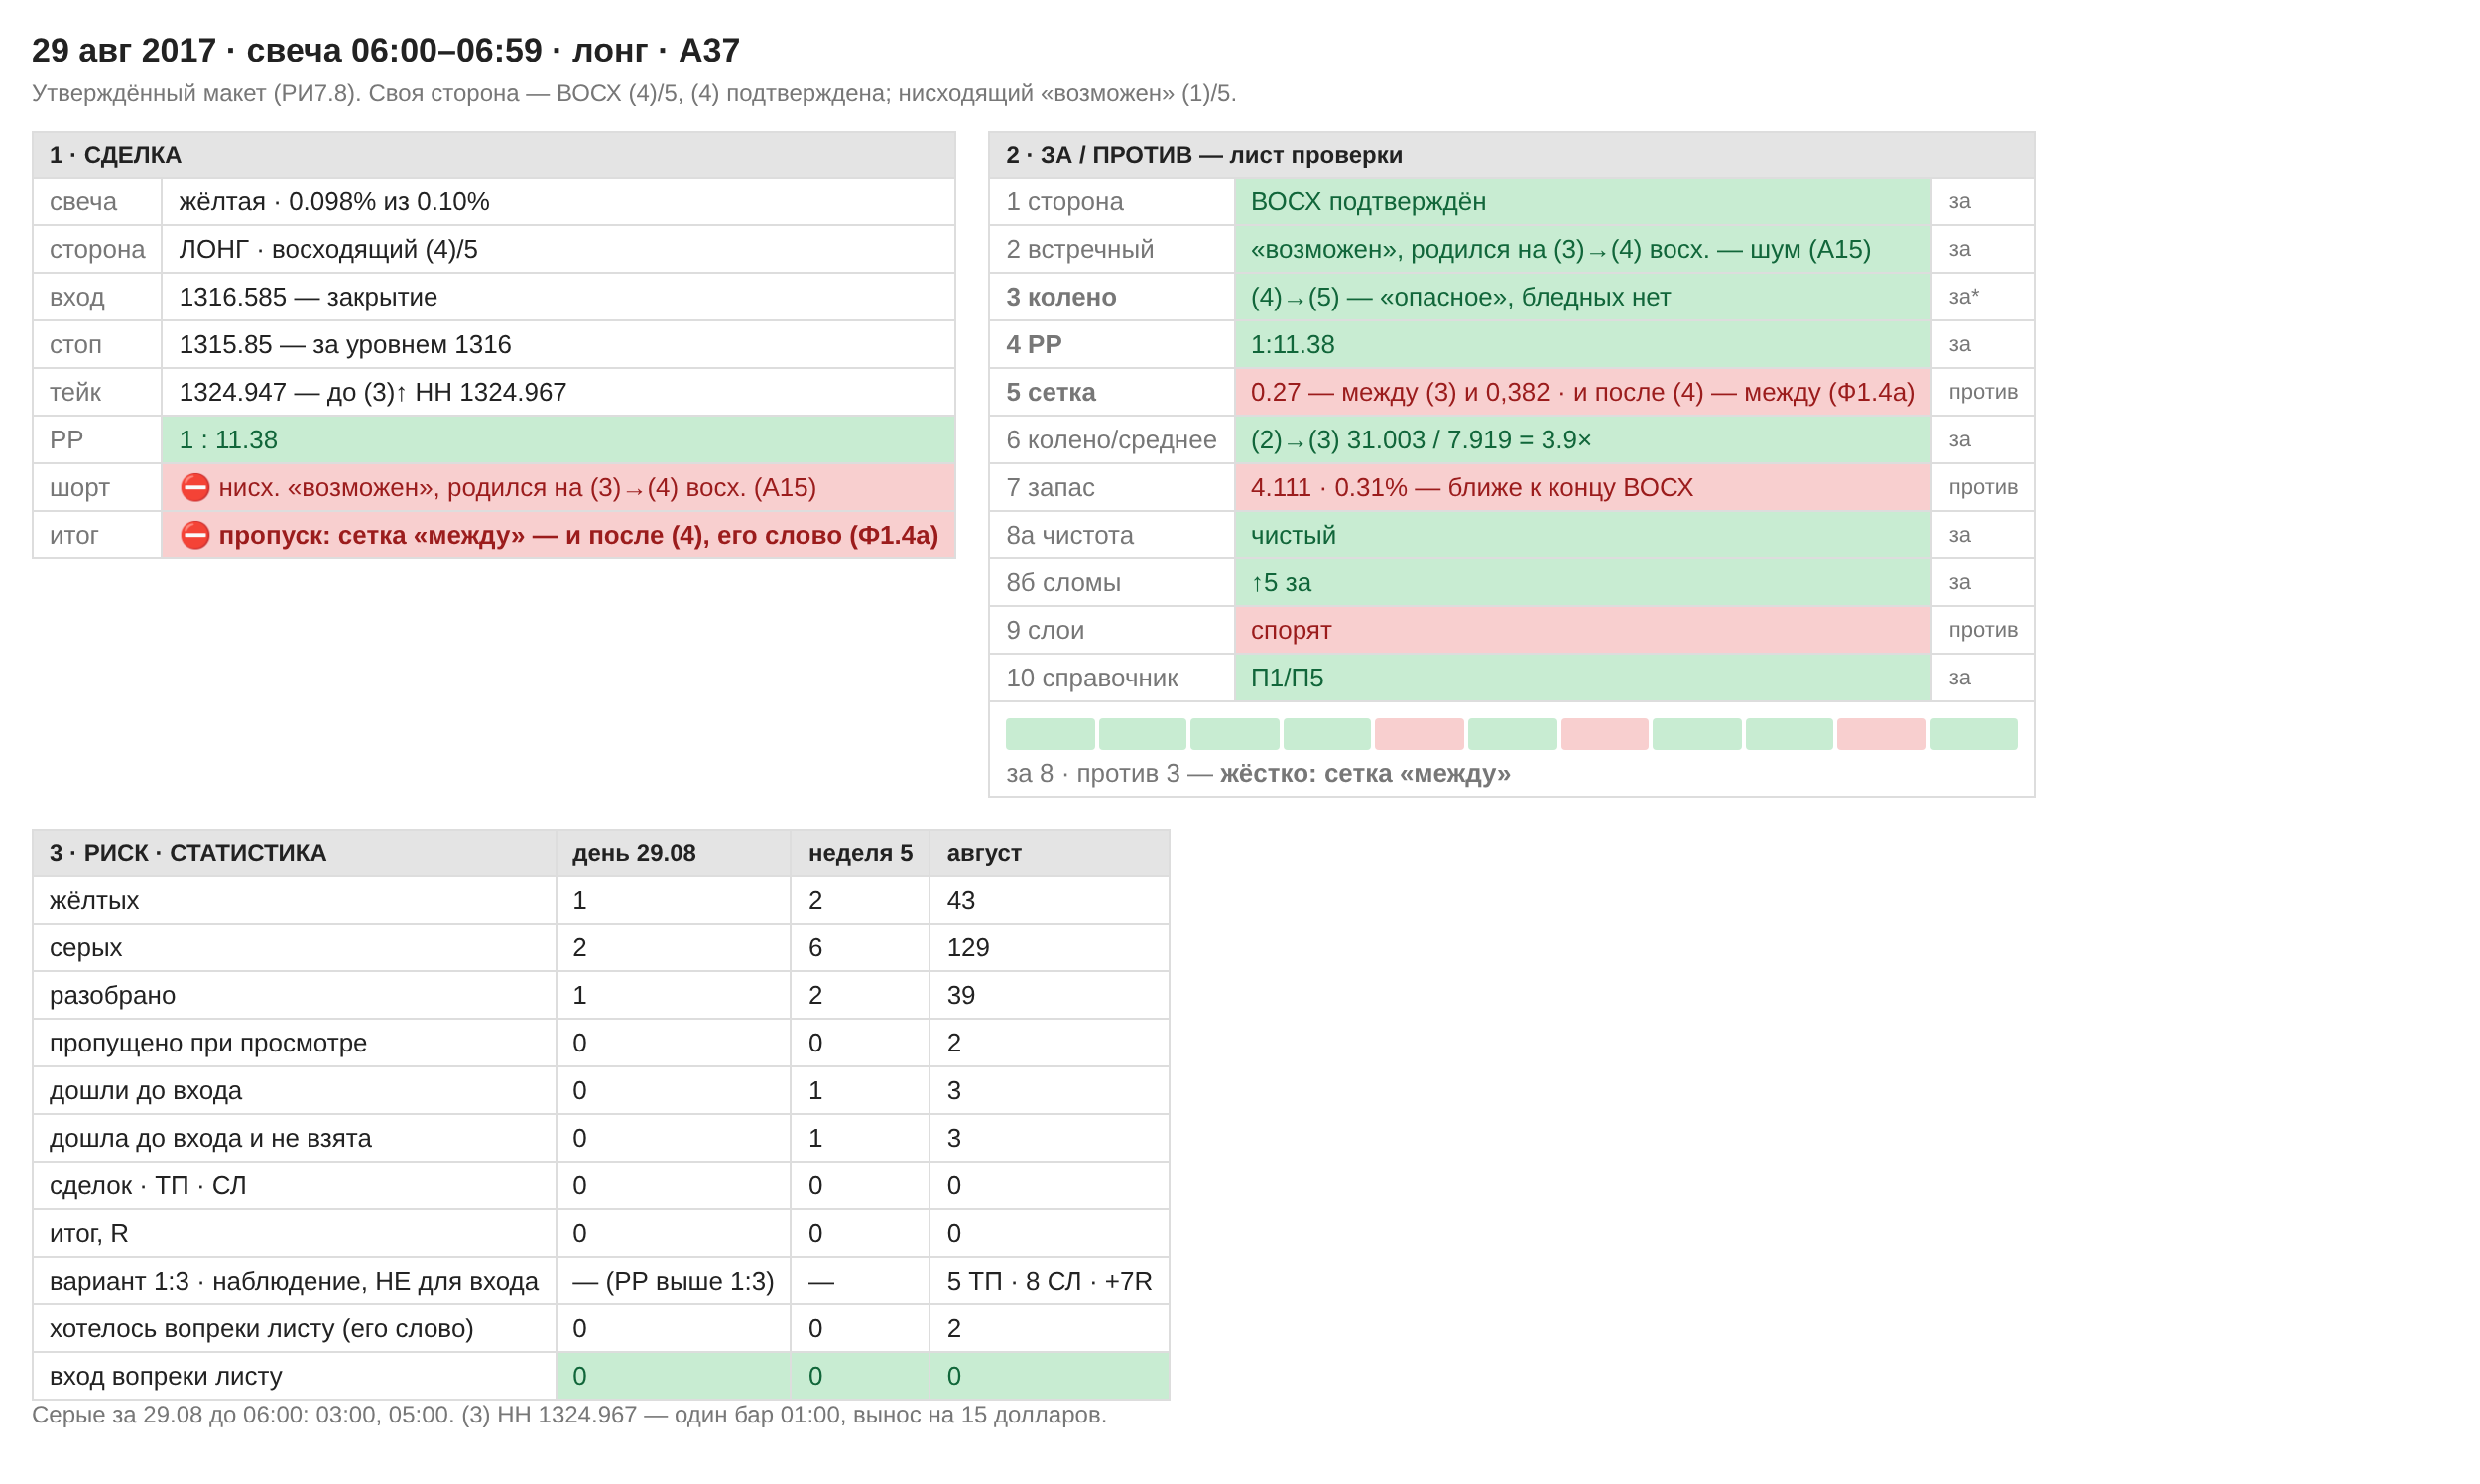 29 авг 2017 · свеча 06:00–06:59 · лонг · А37
Утверждённый макет (РИ7.8). Своя сторона — ВОСХ (4)/5, (4) подтверждена; нисходящий «возможен» (1)/5.
1 · СДЕЛКА
свеча жёлтая · 0.098% из 0.10%
сторона ЛОНГ · восходящий (4)/5
вход 1316.585 — закрытие
стоп 1315.85 — за уровнем 1316
тейк 1324.947 — до (3)↑ НН 1324.967
РР 1 : 11.38
шорт ⛔ нисх. «возможен», родился на (3)→(4) восх. (А15)
итог ⛔ пропуск: сетка «между» — и после (4), его слово (Ф1.4а)
2 · ЗА / ПРОТИВ — лист проверки
1 сторона ВОСХ подтверждён за
2 встречный «возможен», родился на (3)→(4) восх. — шум (А15) за
3 колено (4)→(5) — «опасное», бледных нет за*
4 РР 1:11.38 за
5 сетка 0.27 — между (3) и 0,382 · и после (4) — между (Ф1.4а) против
6 колено/среднее (2)→(3) 31.003 / 7.919 = 3.9× за
7 запас 4.111 · 0.31% — ближе к концу ВОСХ против
8а чистота чистый за
8б сломы ↑5 за за
9 слои спорят против
10 справочник П1/П5 за
за 8 · против 3 — жёстко: сетка «между»
3 · РИСК · СТАТИСТИКА день 29.08 неделя 5 август
жёлтых 1 2 43
серых 2 6 129
разобрано 1 2 39
пропущено при просмотре 0 0 2
дошли до входа 0 1 3
дошла до входа и не взята 0 1 3
сделок · ТП · СЛ 0 0 0
итог, R 0 0 0
вариант 1:3 · наблюдение, НЕ для входа — (РР выше 1:3) — 5 ТП · 8 СЛ · +7R
хотелось вопреки листу (его слово) 0 0 2
вход вопреки листу 0 0 0
Серые за 29.08 до 06:00: 03:00, 05:00. (3) НН 1324.967 — один бар 01:00, вынос на 15 долларов.